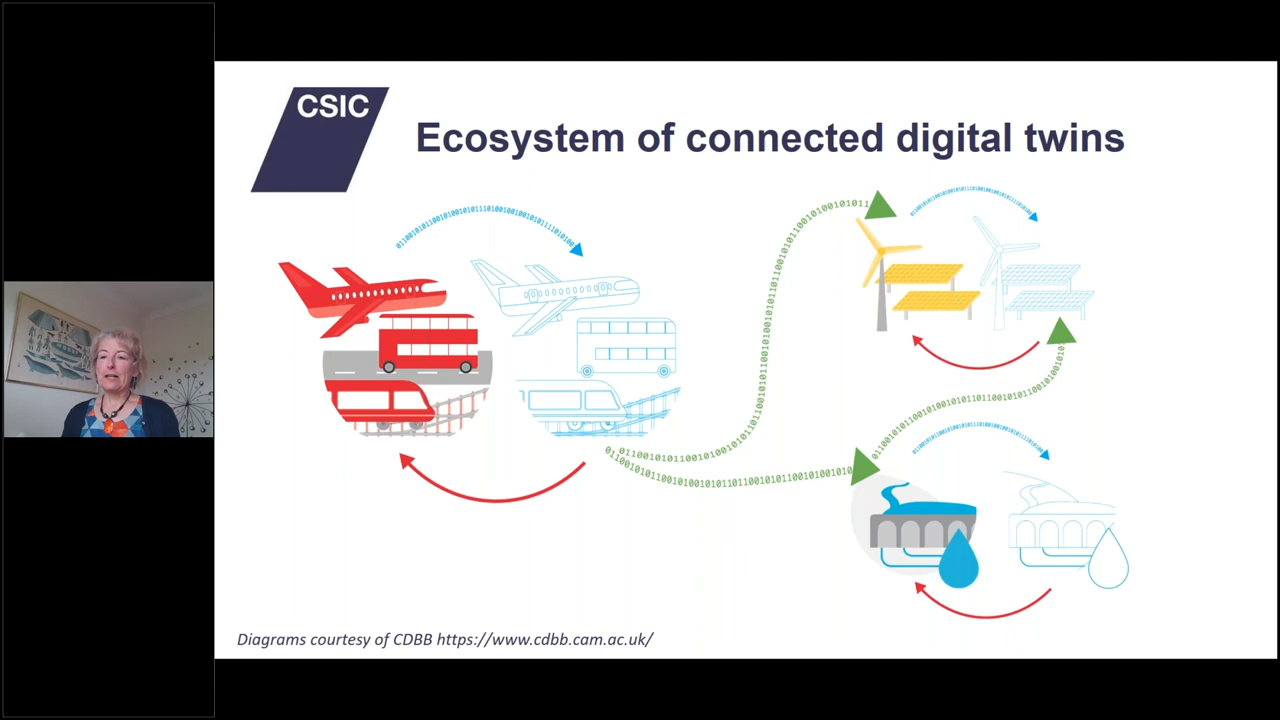 CSIC
Ecosystem of connected digital twins
Diagrams courtesy of CDBB https://www.cdbb.cam.ac.uk/